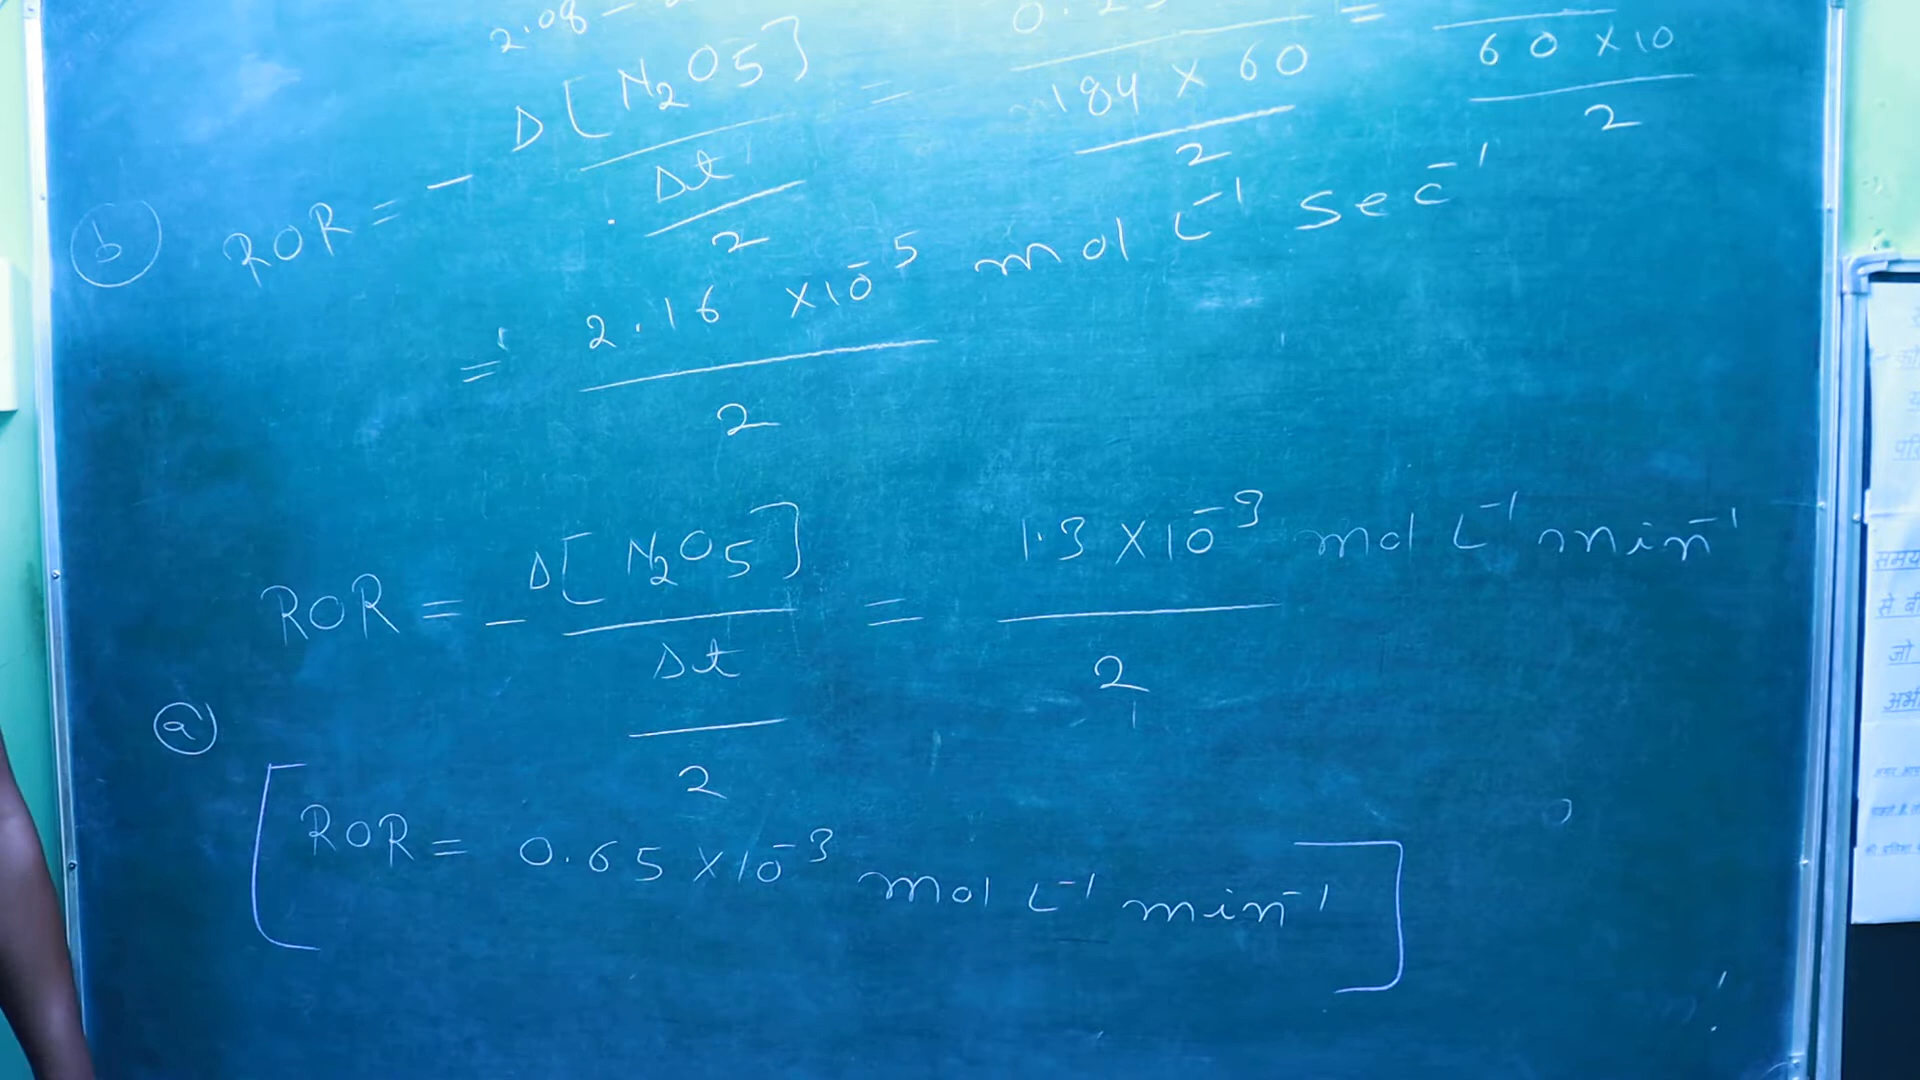 2.08 -
Δ[N₂O5] = 0.25 =
184 × 60 60 × 10
ⓑ ROR = - Δt 2 2
2
= 2.16 × 10⁻⁵ mol L⁻¹ Sec⁻¹
2
ROR = - Δ[N₂O5] = 1.3 × 10⁻³ mol L⁻¹ min⁻¹
Δt 2
2
ⓐ
[ROR = 0.65 × 10⁻³ mol L⁻¹ min⁻¹]
समय
जो